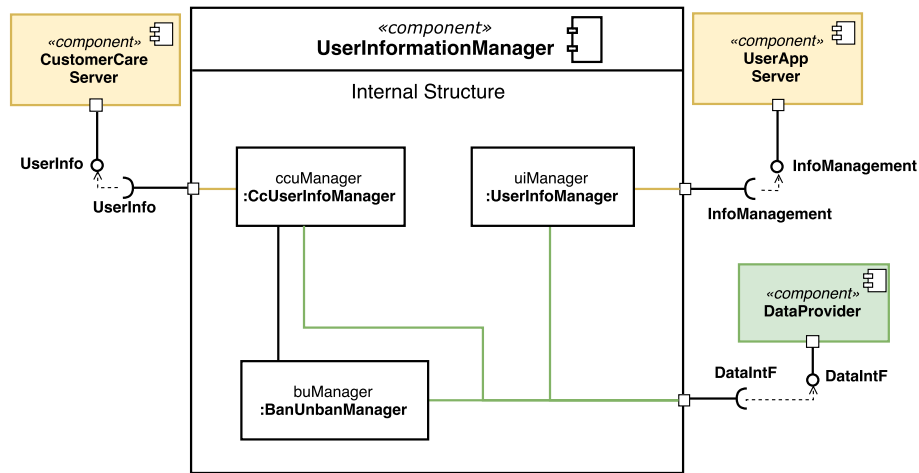 «component»
CustomerCare
Server
«component»
UserInformationManager
«component»
UserApp
Server
Internal Structure
UserInfo
UserInfo
ccuManager
:CcUserInfoManager
uiManager
:UserInfoManager
InfoManagement
InfoManagement
«component»
DataProvider
buManager
:BanUnbanManager
DataIntF
DataIntF